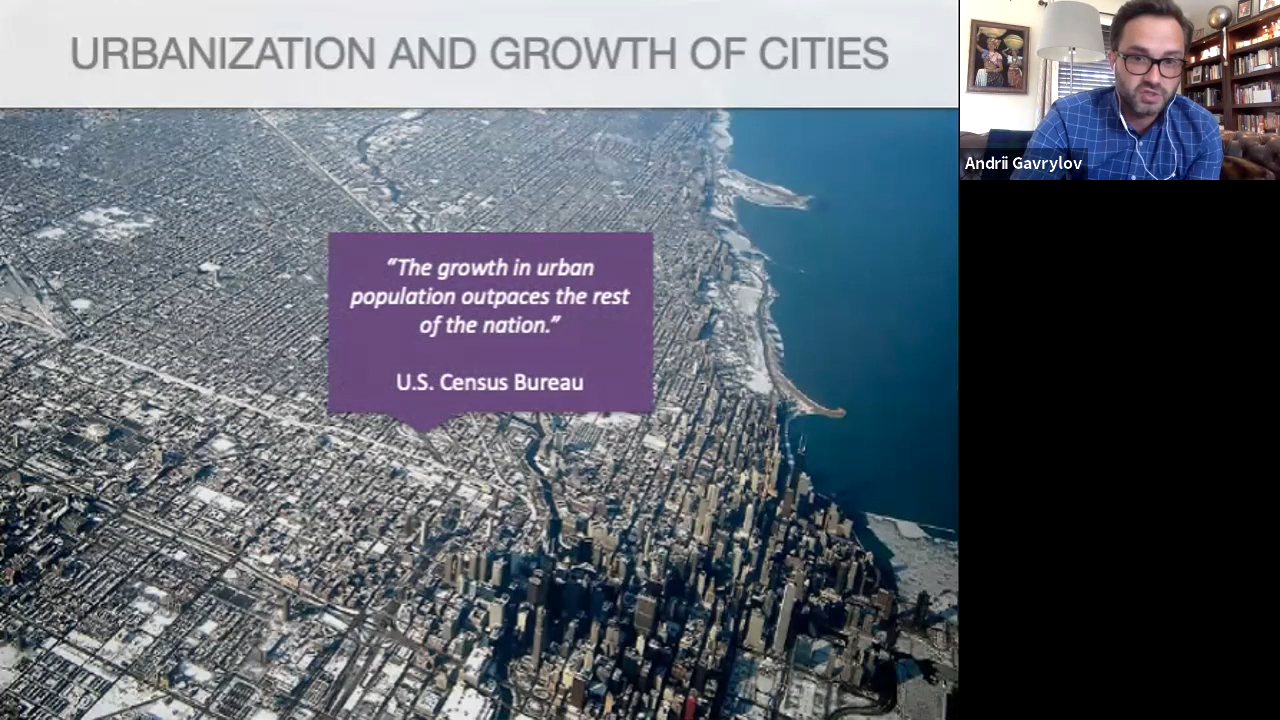 URBANIZATION AND GROWTH OF CITIES
Andrii Gavrylov
“The growth in urban
population outpaces the rest
of the nation.”
U.S. Census Bureau